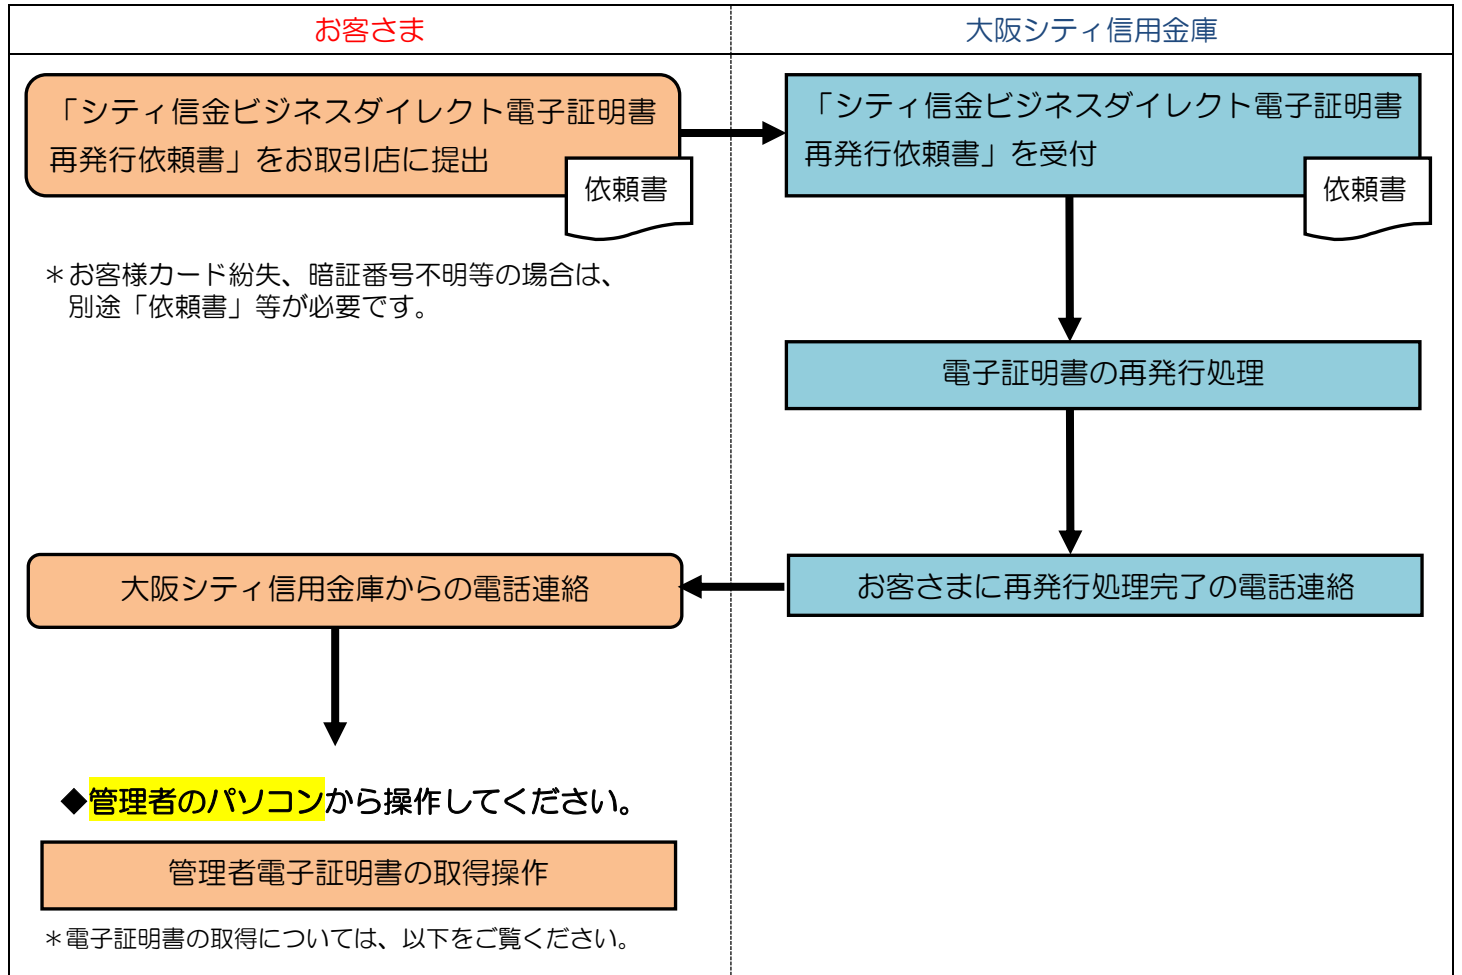 お客さま
大阪シティ信用金庫
「シティ信金ビジネスダイレクト電子証明書
再発行依頼書」をお取引店に提出
依頼書
「シティ信金ビジネスダイレクト電子証明書
再発行依頼書」を受付
依頼書
＊お客様カード紛失、暗証番号不明等の場合は、
別途「依頼書」等が必要です。
電子証明書の再発行処理
お客さまに再発行処理完了の電話連絡
大阪シティ信用金庫からの電話連絡
◆管理者のパソコンから操作してください。
管理者電子証明書の取得操作
＊電子証明書の取得については、以下をご覧ください。